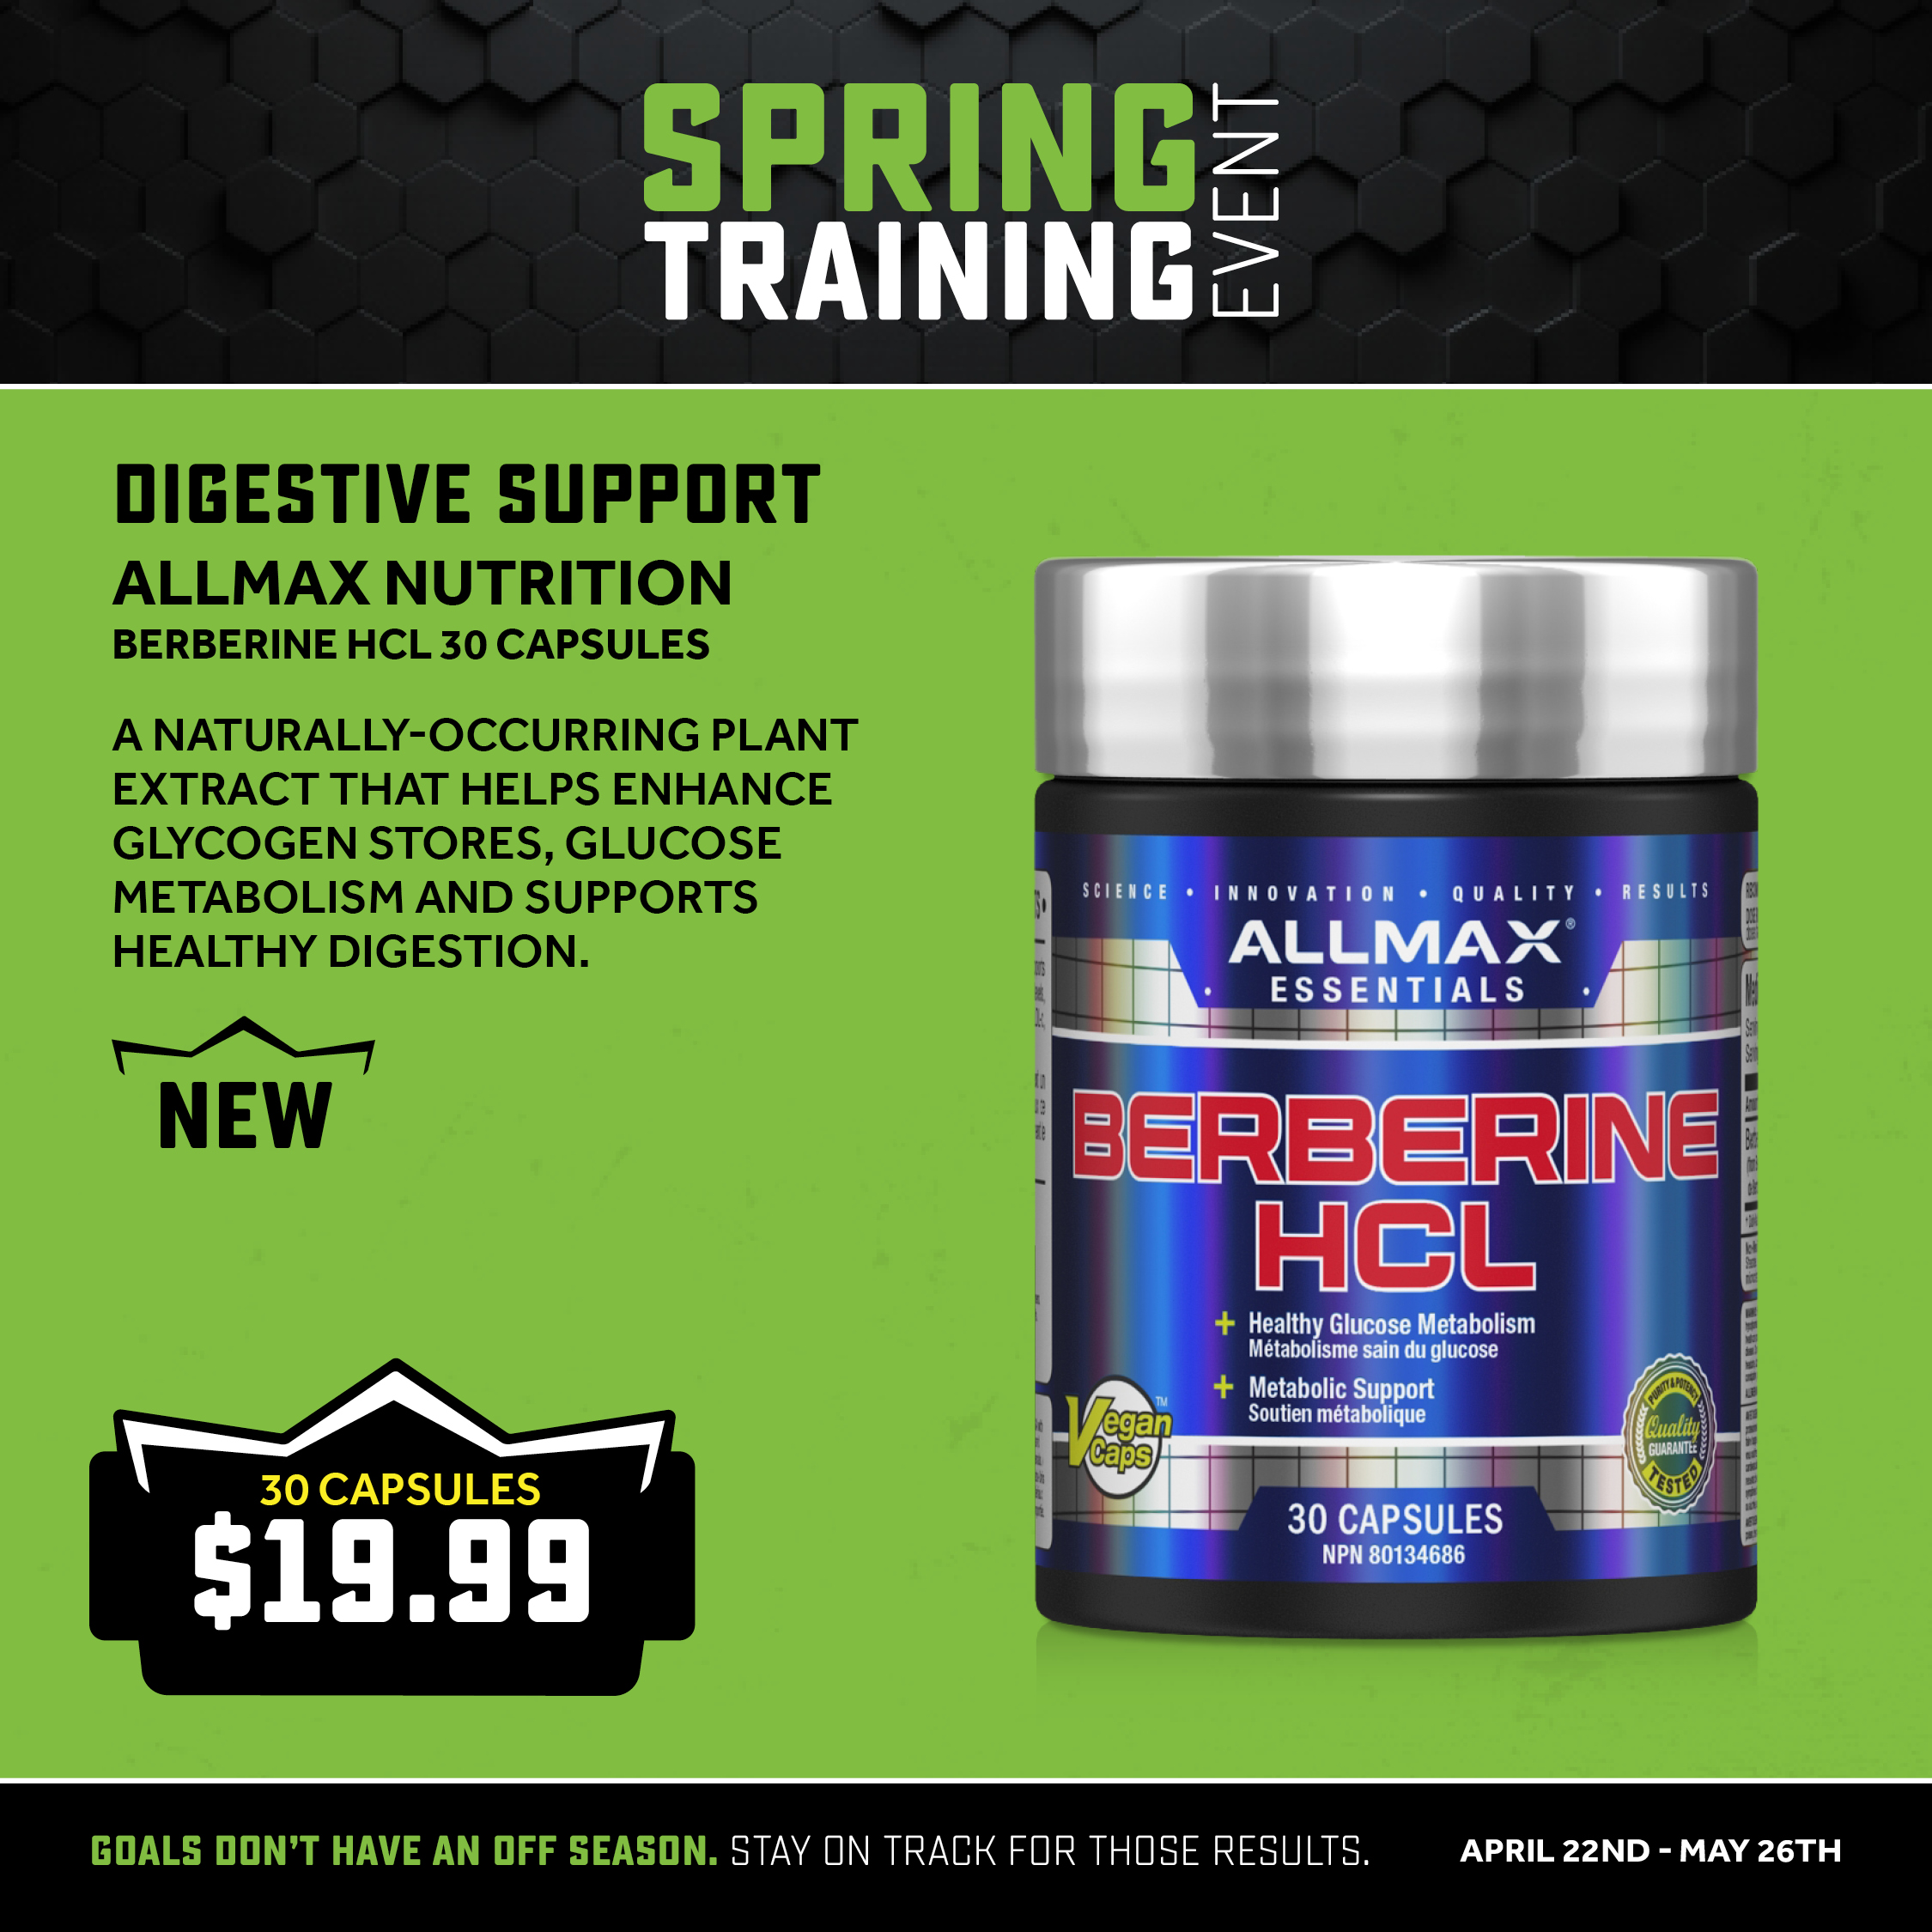 SPRING
TRAINING
EVENT
DIGESTIVE SUPPORT
ALLMAX NUTRITION
BERBERINE HCL 30 CAPSULES
A NATURALLY-OCCURRING PLANT
EXTRACT THAT HELPS ENHANCE
GLYCOGEN STORES, GLUCOSE
METABOLISM AND SUPPORTS
HEALTHY DIGESTION.
NEW
30 CAPSULES
$19.99
SCIENCE • INNOVATION • QUALITY • RESULTS
ALLMAX®
• ESSENTIALS •
BERBERINE
HCL
+ Healthy Glucose Metabolism
Métabolisme sain du glucose
+ Metabolic Support
Soutien métabolique
Vegan™
Caps
PURITY & POTENCY
Quality
GUARANTEE
TESTED
30 CAPSULES
NPN 80134686
GOALS DON'T HAVE AN OFF SEASON. STAY ON TRACK FOR THOSE RESULTS.
APRIL 22ND - MAY 26TH